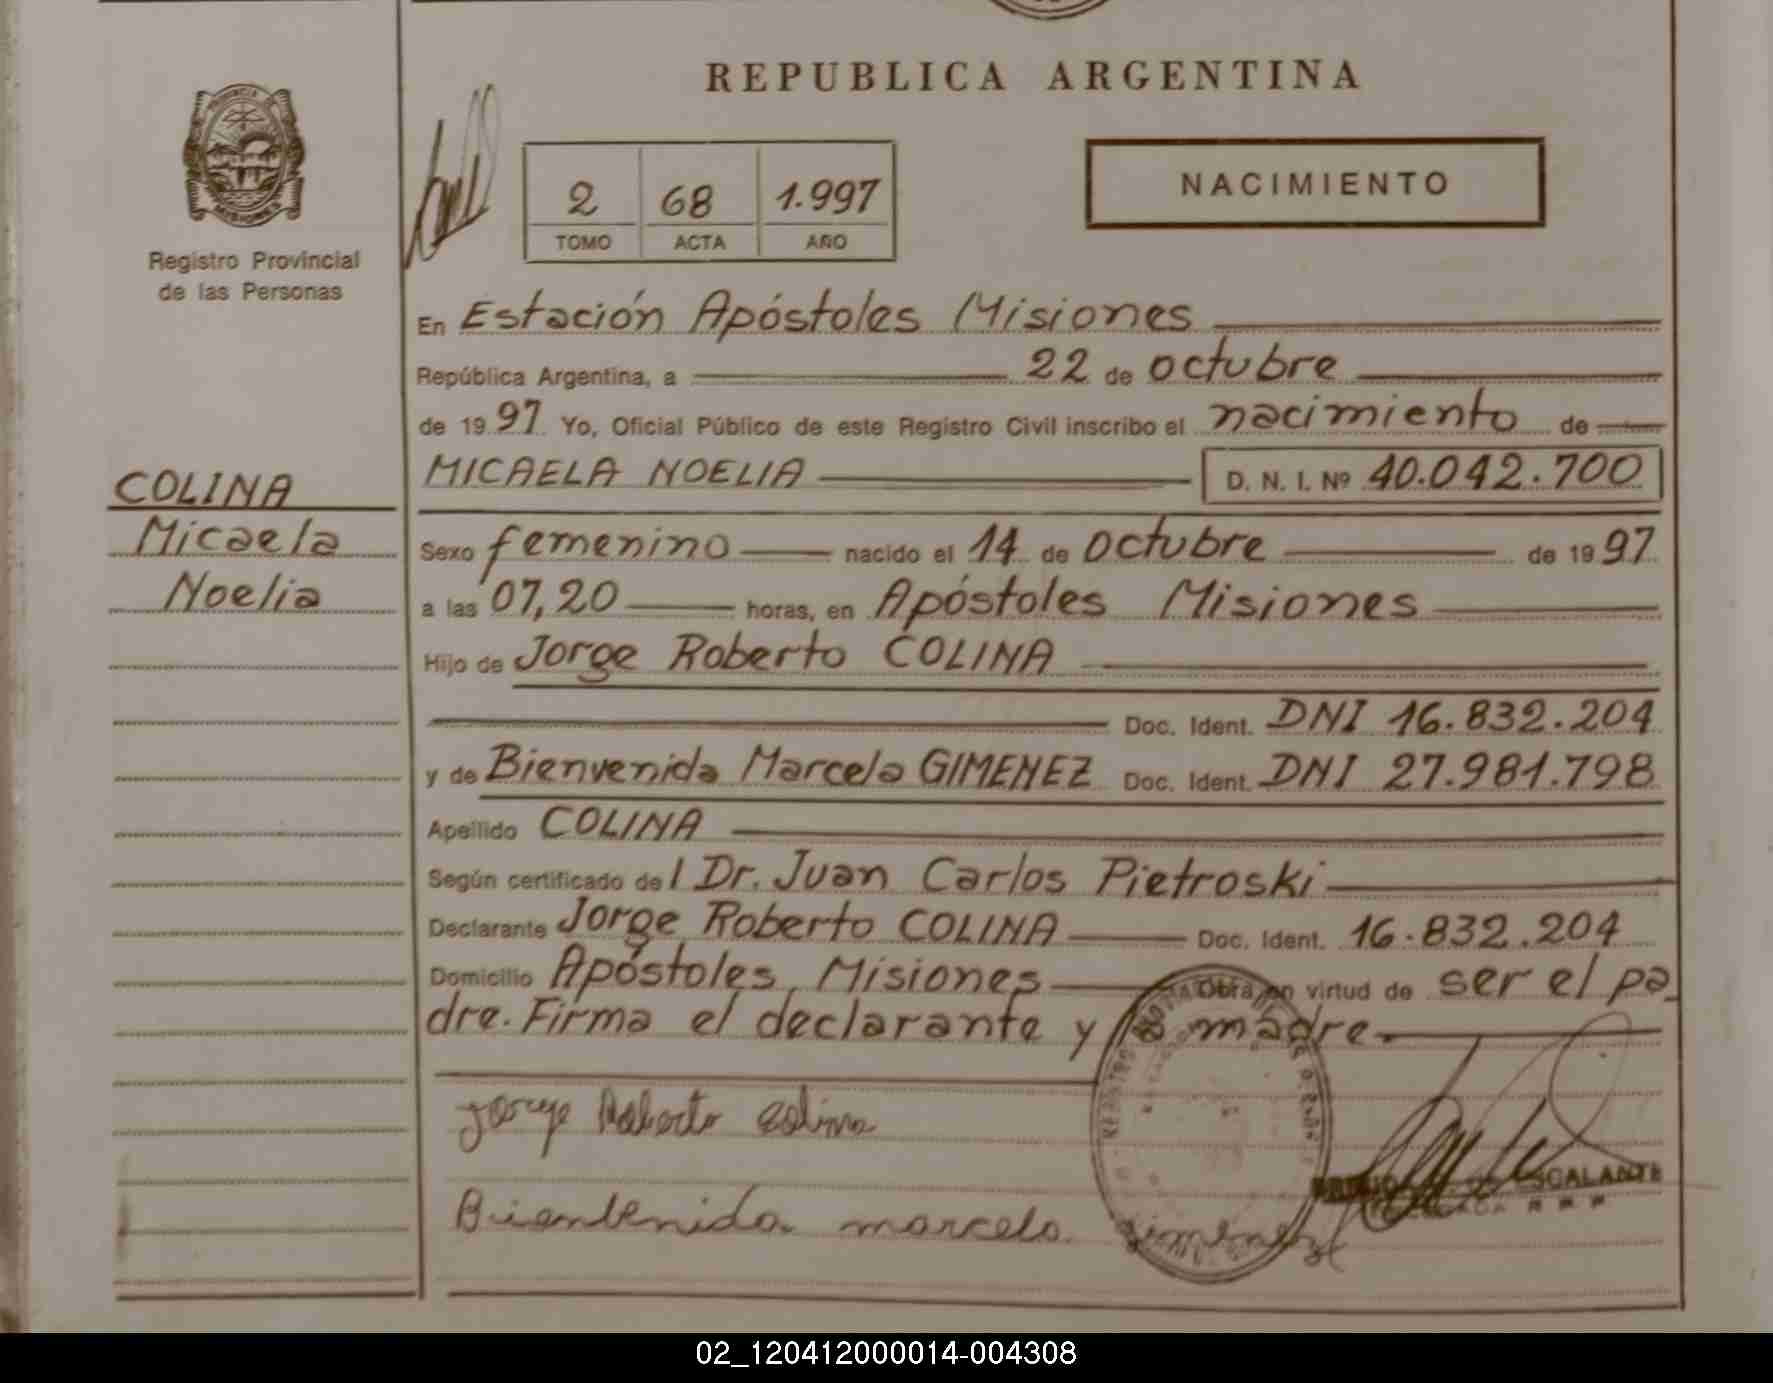 REPUBLICA ARGENTINA
PROVINCIA DE
MISIONES
Registro Provincial
de las Personas
2 68 1.997
TOMO ACTA AÑO
NACIMIENTO
En Estación Apóstoles Misiones
República Argentina, a 22 de octubre
de 1997 Yo, Oficial Público de este Registro Civil inscribo el nacimiento de
MICAELA NOELIA D. N. I. Nº 40.042.700
COLINA
Micaela
Noelia
Sexo femenino nacido el 14 de octubre de 1997
a las 07,20 horas, en Apóstoles Misiones
Hijo de Jorge Roberto COLINA
Doc. Ident. DNI 16.832.204
y de Bienvenida Marcela GIMENEZ Doc. Ident. DNI 27.981.798
Apellido COLINA
Según certificado del Dr. Juan Carlos Pietroski
Declarante Jorge Roberto COLINA Doc. Ident. 16.832.204
Domicilio Apóstoles, Misiones Obra en virtud de ser el pa
dre. Firma el declarante y la madre.
Jorge Roberto Colina
Bienbenida marcela gimenez
ESCALANTE
02_120412000014-004308